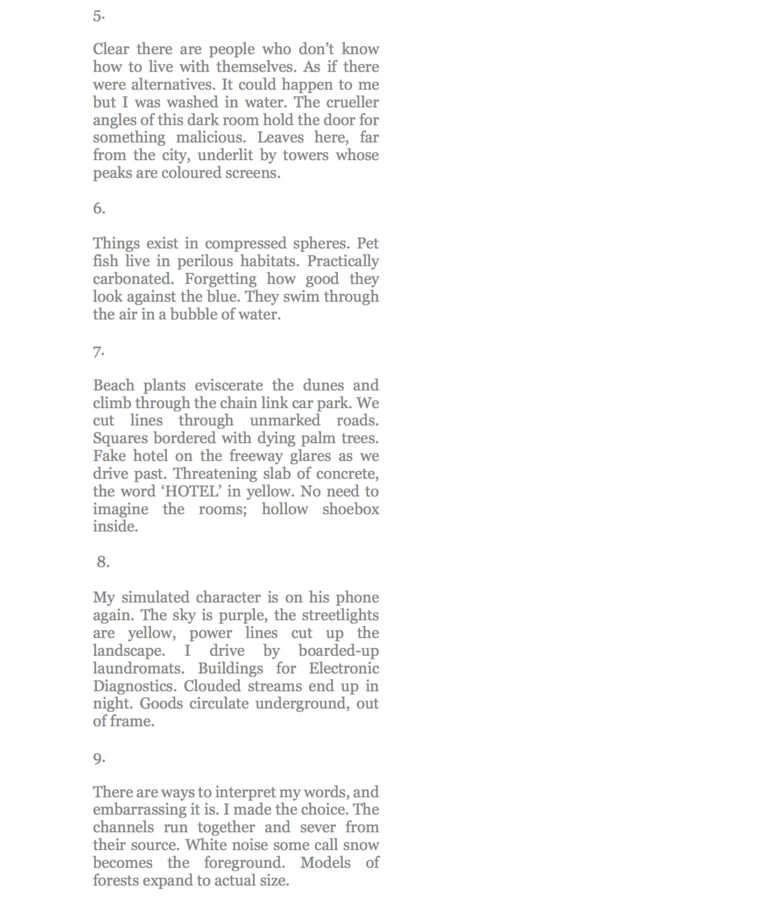 5.
Clear there are people who don’t know
how to live with themselves. As if there
were alternatives. It could happen to me
but I was washed in water. The crueller
angles of this dark room hold the door for
something malicious. Leaves here, far
from the city, underlit by towers whose
peaks are coloured screens.
6.
Things exist in compressed spheres. Pet
fish live in perilous habitats. Practically
carbonated. Forgetting how good they
look against the blue. They swim through
the air in a bubble of water.
7.
Beach plants eviscerate the dunes and
climb through the chain link car park. We
cut lines through unmarked roads.
Squares bordered with dying palm trees.
Fake hotel on the freeway glares as we
drive past. Threatening slab of concrete,
the word ‘HOTEL’ in yellow. No need to
imagine the rooms; hollow shoebox
inside.
8.
My simulated character is on his phone
again. The sky is purple, the streetlights
are yellow, power lines cut up the
landscape. I drive by boarded-up
laundromats. Buildings for Electronic
Diagnostics. Clouded streams end up in
night. Goods circulate underground, out
of frame.
9.
There are ways to interpret my words, and
embarrassing it is. I made the choice. The
channels run together and sever from
their source. White noise some call snow
becomes the foreground. Models of
forests expand to actual size.